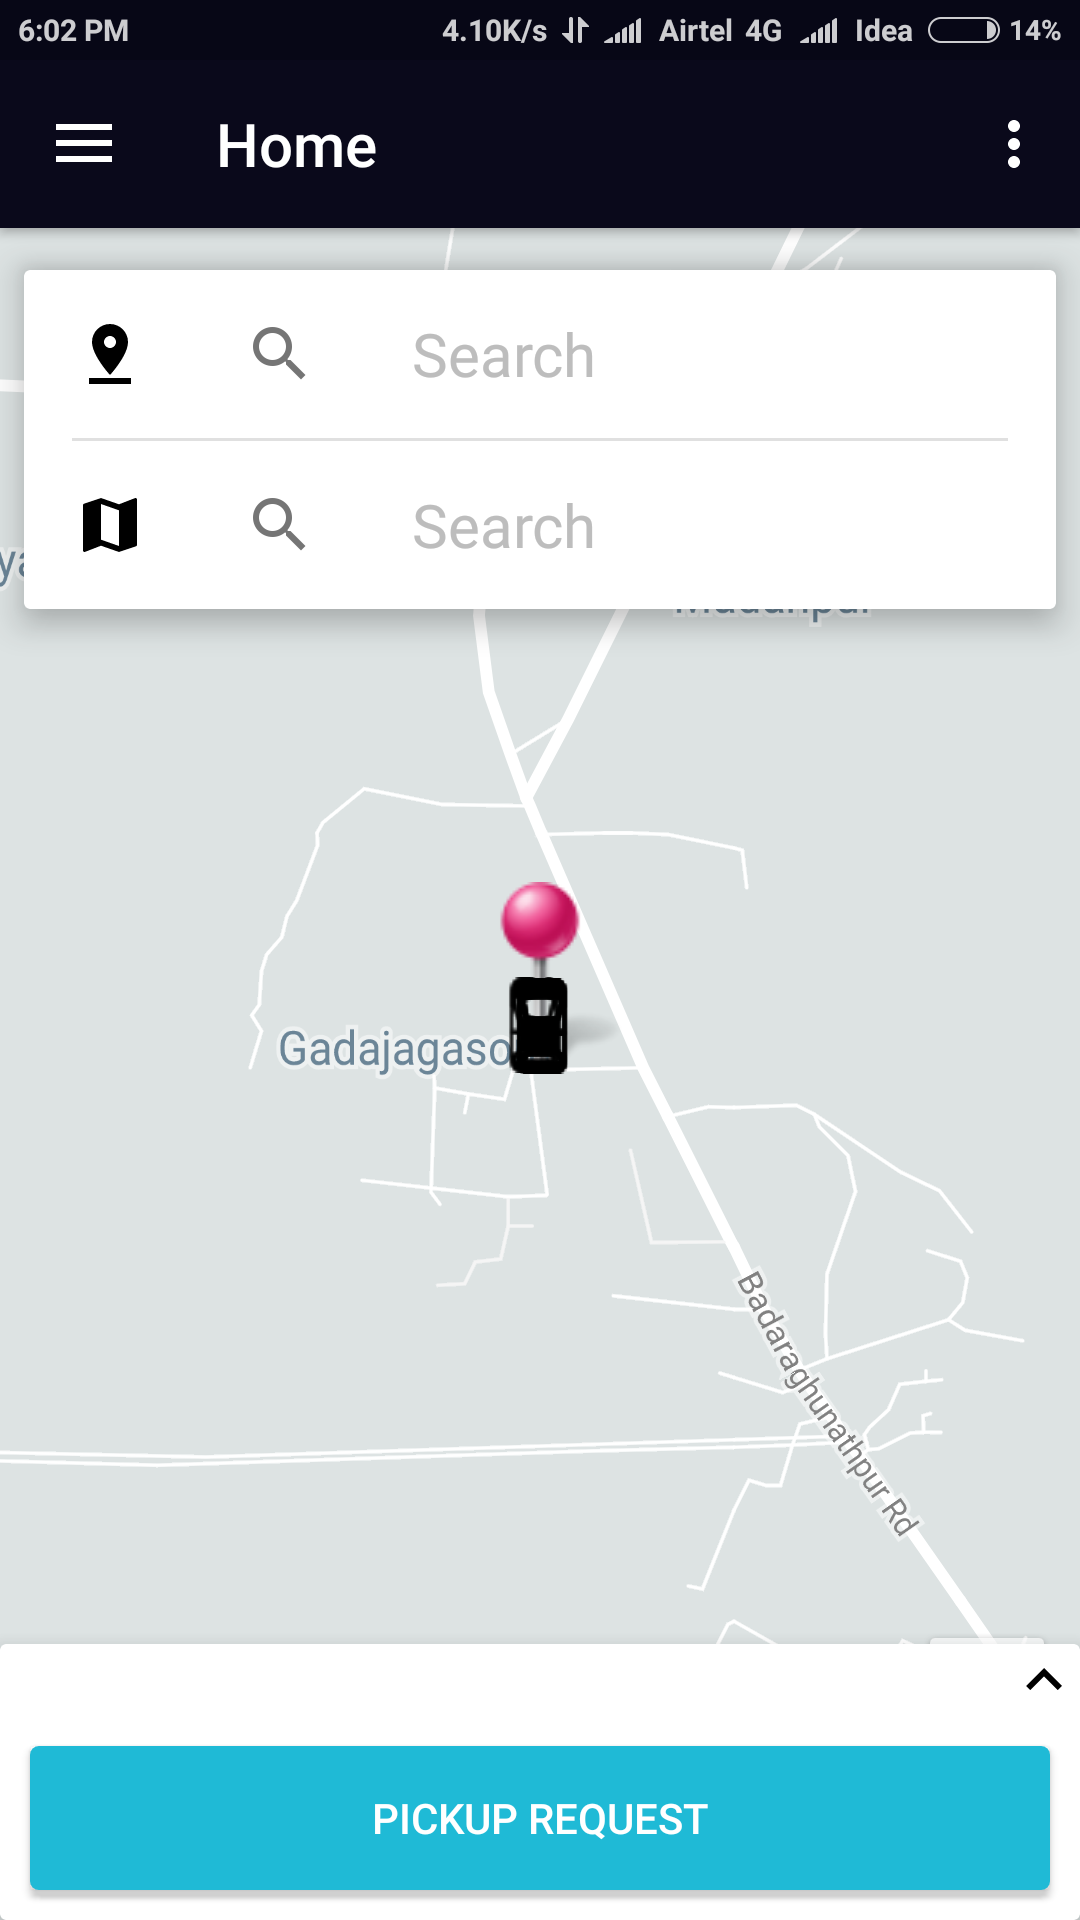 6:02 PM 4.10K/s Airtel 4G Idea 14%
Home
Search
Search
Gadajagaso
Badaraghunathpur Rd
PICKUP REQUEST